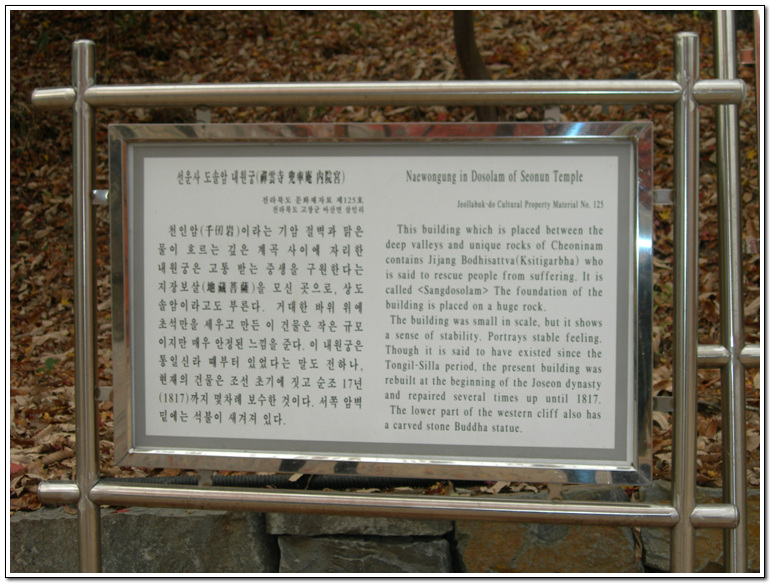 선운사 도솔암 내원궁(禪雲寺 兜率庵 內院宮)
전라북도 문화재자료 제125호
전라북도 고창군 아산면 삼인리
천인암(千仞岩)이라는 기암 절벽과 맑은
물이 흐르는 깊은 계곡 사이에 자리한
내원궁은 고통 받는 중생을 구원한다는
지장보살(地藏菩薩)을 모신 곳으로, 상도
솔암이라고도 부른다. 거대한 바위 위에
초석만을 세우고 만든 이 건물은 작은 규모
이지만 매우 안정된 느낌을 준다. 이 내원궁은
통일신라 때부터 있었다는 말도 전하나,
현재의 건물은 조선 초기에 짓고 순조 17년
(1817)까지 몇차례 보수한 것이다. 서쪽 암벽
밑에는 석불이 새겨져 있다.
Naewongung in Dosolam of Seonun Temple
Jeollabuk-do Cultural Property Material No. 125
This building which is placed between the
deep valleys and unique rocks of Cheoninam
contains Jijang Bodhisattva(Ksitigarbha) who
is said to rescue people from suffering. It is
called <Sangdosolam> The foundation of the
building is placed on a huge rock.
The building was small in scale, but it shows
a sense of stability. Portrays stable feeling.
Though it is said to have existed since the
Tongil-Silla period, the present building was
rebuilt at the beginning of the Joseon dynasty
and repaired several times up until 1817.
The lower part of the western cliff also has
a carved stone Buddha statue.